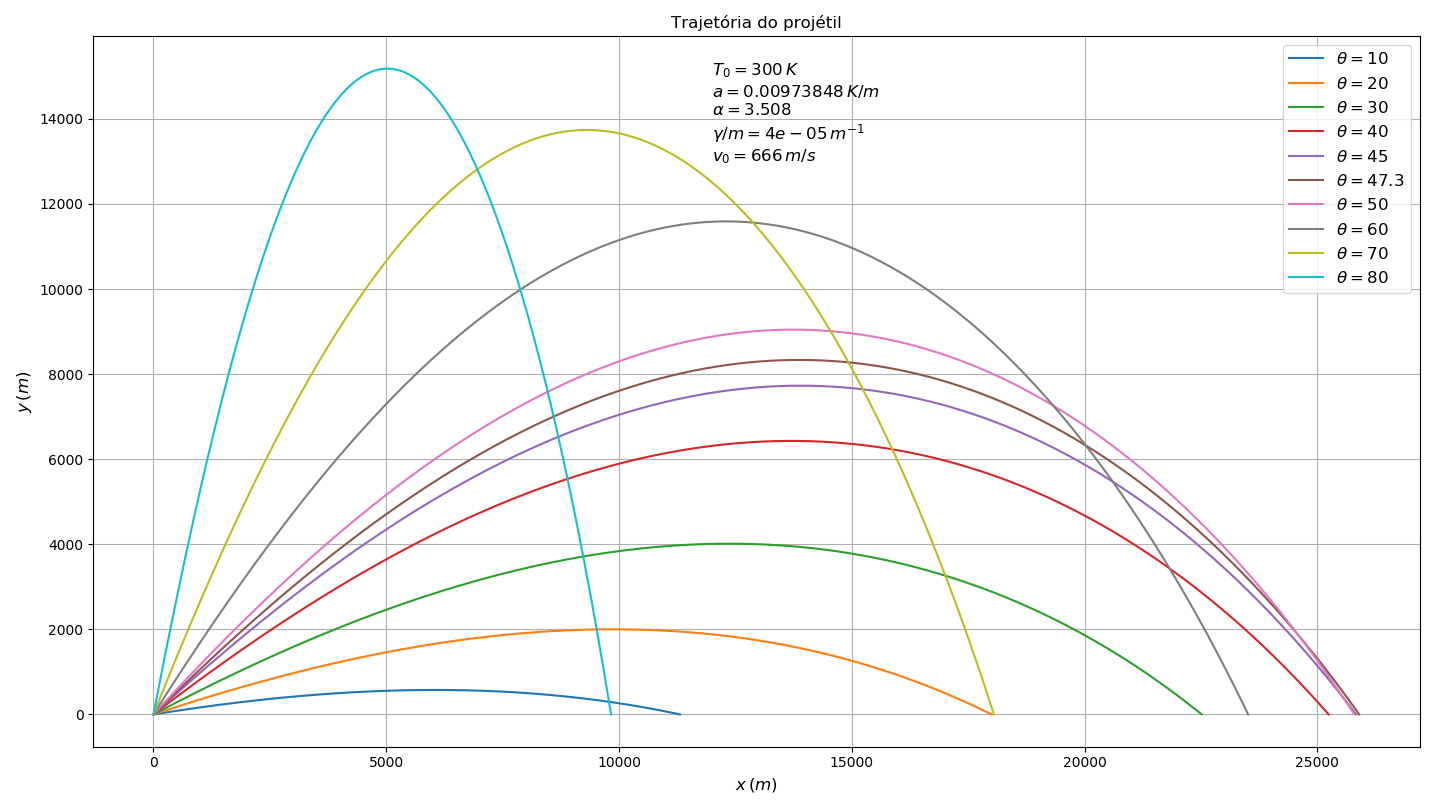 Trajetória do projétil
T₀ = 300 K
a = 0.00973848 K/m
α = 3.508
γ/m = 4e − 05 m⁻¹
v₀ = 666 m/s
θ = 10
θ = 20
θ = 30
θ = 40
θ = 45
θ = 47.3
θ = 50
θ = 60
θ = 70
θ = 80
y (m)
14000
12000
10000
8000
6000
4000
2000
0
0 5000 10000 15000 20000 25000
x (m)